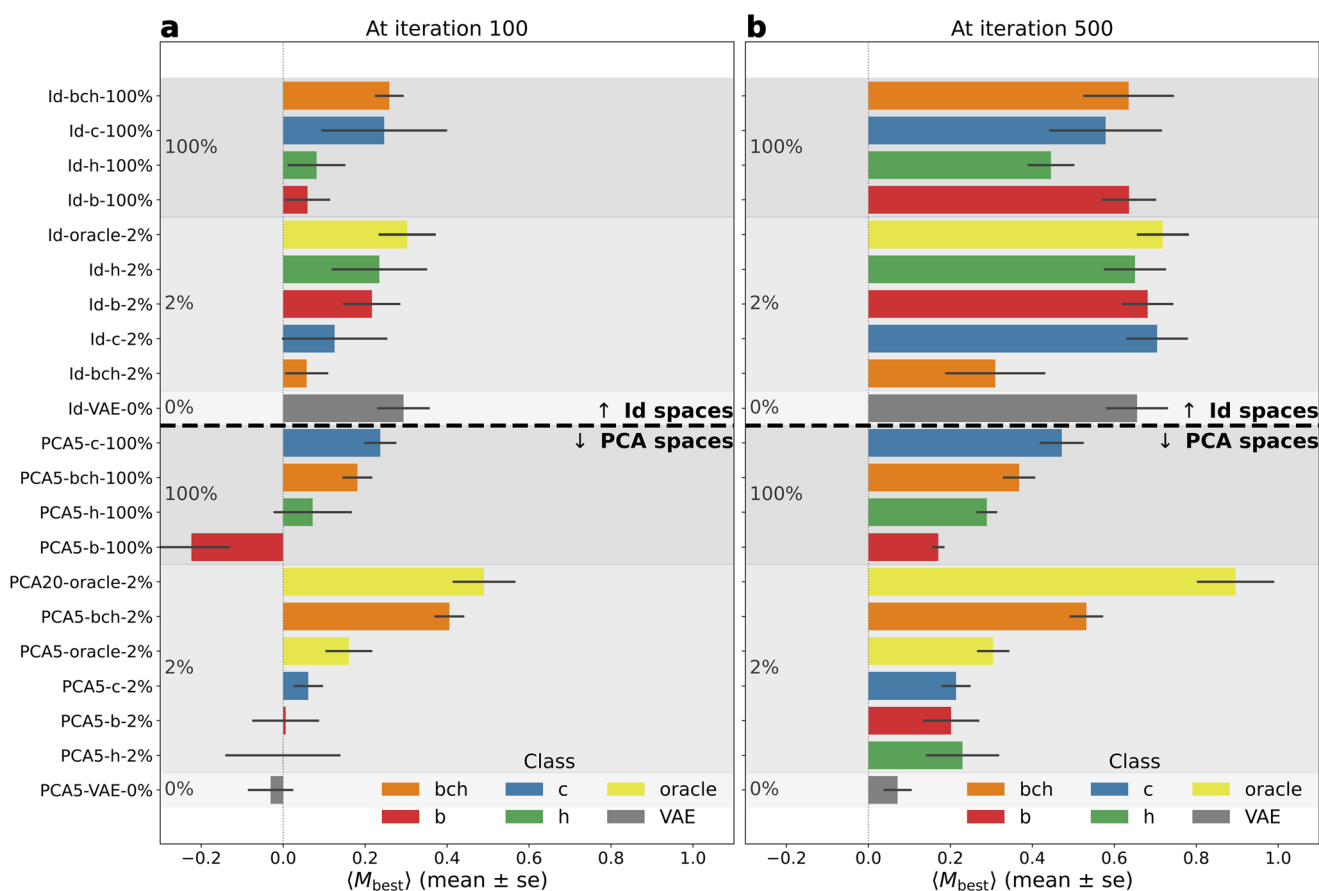 a
At iteration 100
b
At iteration 500
Id-bch-100%
Id-c-100%
100%
100%
Id-h-100%
Id-b-100%
Id-oracle-2%
Id-h-2%
Id-b-2%
2%
2%
Id-c-2%
Id-bch-2%
Id-VAE-0%
0%
↑ Id spaces
0%
↑ Id spaces
PCA5-c-100%
↓ PCA spaces
↓ PCA spaces
PCA5-bch-100%
100%
100%
PCA5-h-100%
PCA5-b-100%
PCA20-oracle-2%
PCA5-bch-2%
PCA5-oracle-2%
2%
2%
PCA5-c-2%
PCA5-b-2%
PCA5-h-2%
Class
Class
PCA5-VAE-0%
0%
bch c oracle
0%
bch c oracle
b h VAE
b h VAE
−0.2 0.0 0.2 0.4 0.6 0.8 1.0
−0.2 0.0 0.2 0.4 0.6 0.8 1.0
⟨M_best⟩ (mean ± se)
⟨M_best⟩ (mean ± se)